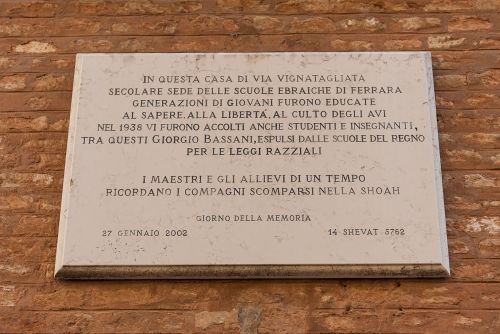 IN QUESTA CASA DI VIA VIGNATAGLIATA
SECOLARE SEDE DELLE SCUOLE EBRAICHE DI FERRARA
GENERAZIONI DI GIOVANI FURONO EDUCATE
AL SAPERE, ALLA LIBERTÀ, AL CULTO DEGLI AVI
NEL 1938 VI FURONO ACCOLTI ANCHE STUDENTI E INSEGNANTI,
TRA QUESTI GIORGIO BASSANI, ESPULSI DALLE SCUOLE DEL REGNO
PER LE LEGGI RAZZIALI
I MAESTRI E GLI ALLIEVI DI UN TEMPO
RICORDANO I COMPAGNI SCOMPARSI NELLA SHOAH
GIORNO DELLA MEMORIA
27 GENNAIO 2002 14 SHEVAT 5762